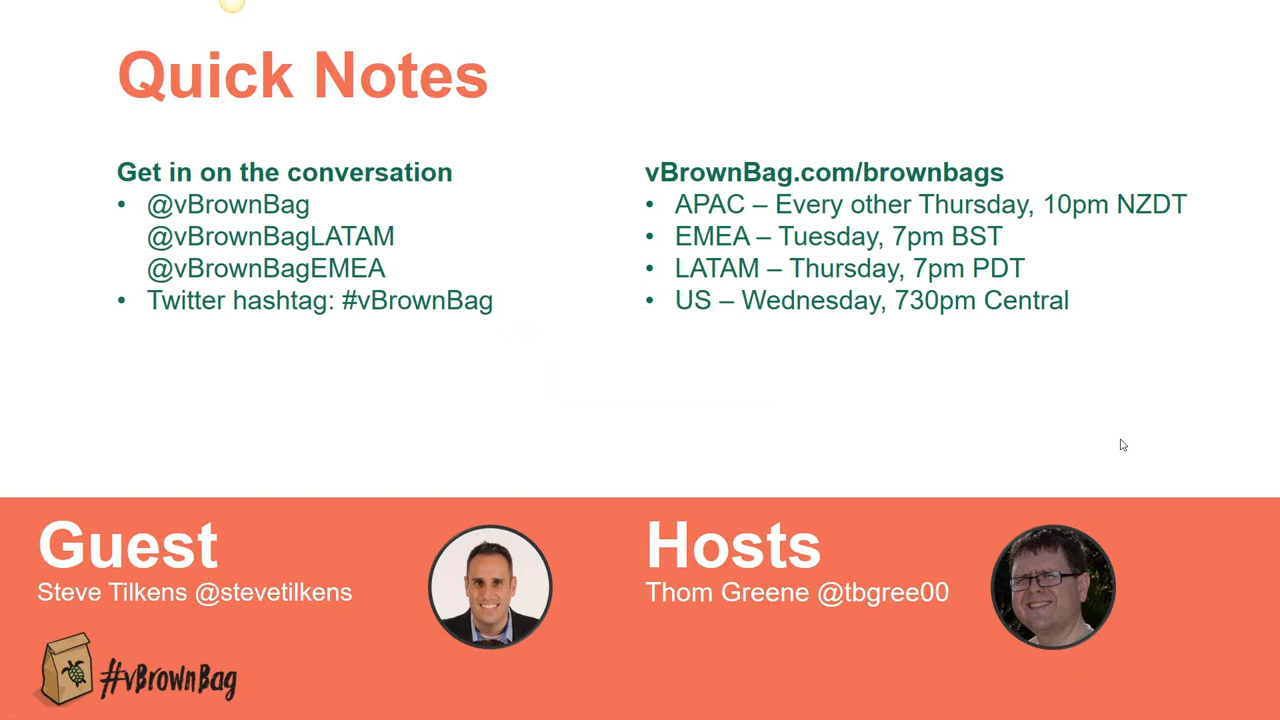 Quick Notes
Get in on the conversation
• @vBrownBag
@vBrownBagLATAM
@vBrownBagEMEA
• Twitter hashtag: #vBrownBag
vBrownBag.com/brownbags
• APAC – Every other Thursday, 10pm NZDT
• EMEA – Tuesday, 7pm BST
• LATAM – Thursday, 7pm PDT
• US – Wednesday, 730pm Central
Guest
Steve Tilkens @stevetilkens
Hosts
Thom Greene @tbgree00
#vBrownBag